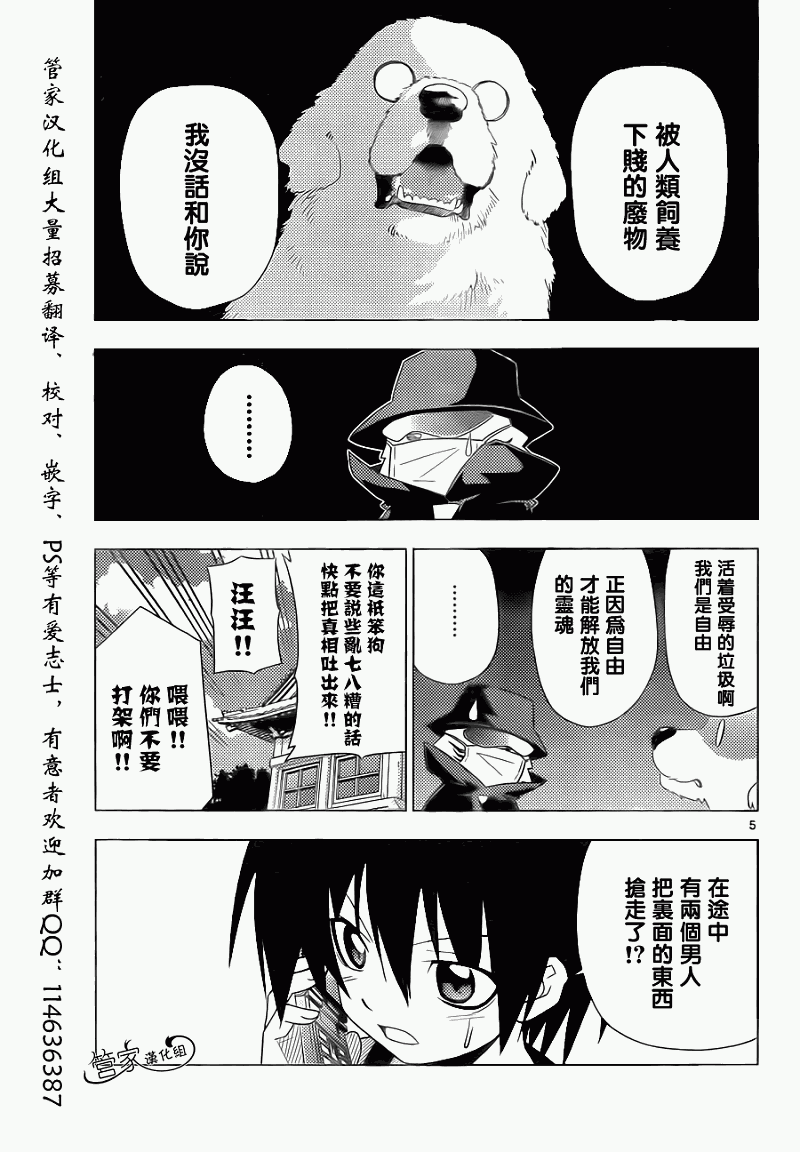 被人類飼養
下賤的廢物
我沒話和你說
………
活着受辱的垃圾啊
我們是自由
正因為自由
才能解放我們
的靈魂
………
你這祇笨狗
不要說些亂七八糟的話
快點把真相吐出來!!
汪汪!!
喂喂!!
你們不要
打架啊!!
5
在途中
有兩個男人
把裏面的東西
搶走了!?
管家汉化组大量招募翻译、校对、嵌字、PS等有爱志士，有意者欢迎加群QQ：114636387
管家漢化組